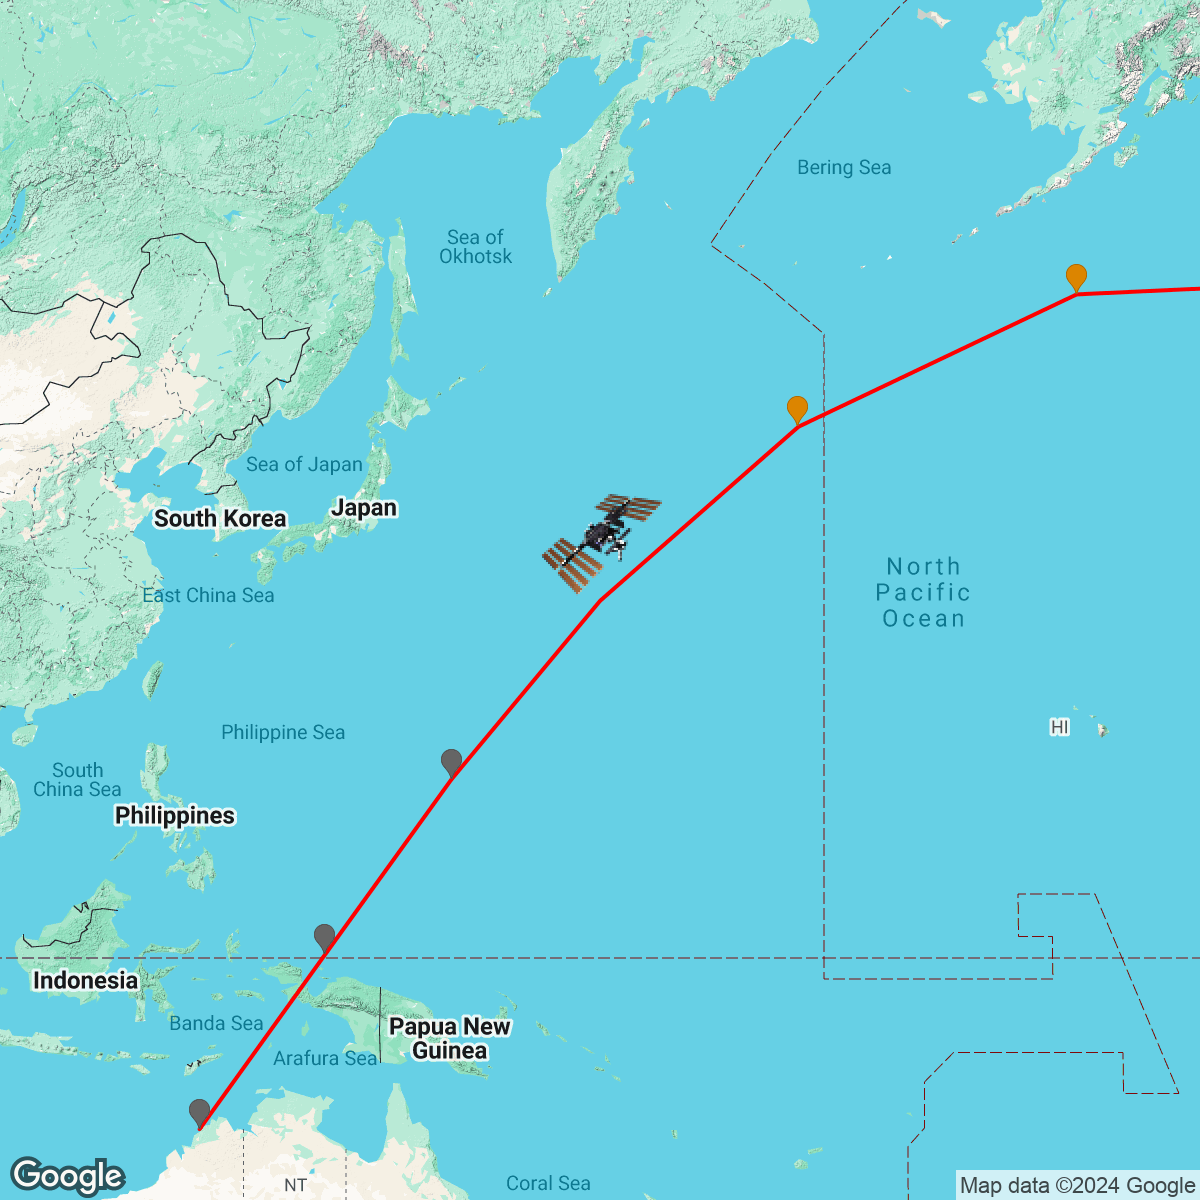 Bering Sea
Sea of
Okhotsk
Sea of Japan
Japan
South Korea
North
Pacific
Ocean
East China Sea
HI
Philippine Sea
South
China Sea
Philippines
Indonesia
Banda Sea
Papua New
Guinea
Arafura Sea
Google
NT
Coral Sea
Map data ©2024 Google